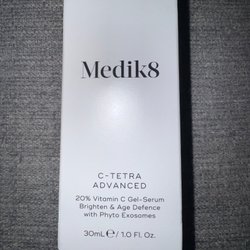 Medik8
C-TETRA
ADVANCED
20% Vitamin C Gel-Serum
Brighten & Age Defence
with Phyto Exosomes
30ml ℮ / 1.0 Fl. Oz.